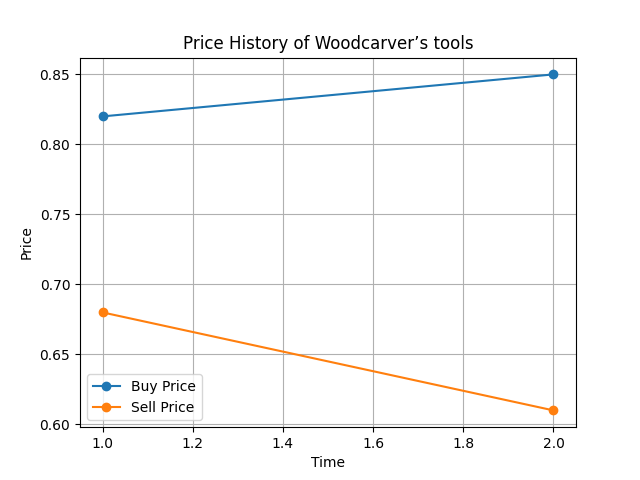 Price History of Woodcarver’s tools
Price
0.85
0.80
0.75
0.70
0.65
0.60
Buy Price
Sell Price
1.0 1.2 1.4 1.6 1.8 2.0
Time